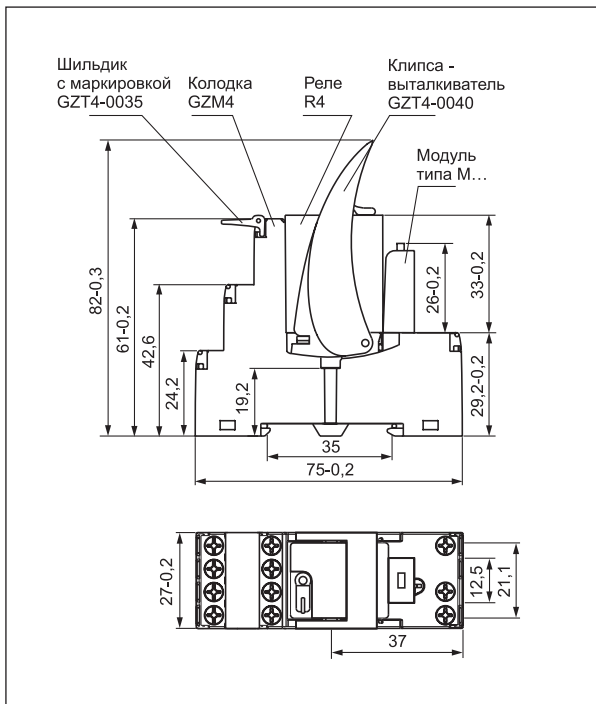 Шильдик
с маркировкой
GZT4-0035
Колодка
GZM4
Реле
R4
Клипса -
выталкиватель
GZT4-0040
Модуль
типа М...
82-0,3
61-0,2
42,6
24,2
19,2
26-0,2
33-0,2
29,2-0,2
35
75-0,2
27-0,2
12,5
21,1
37